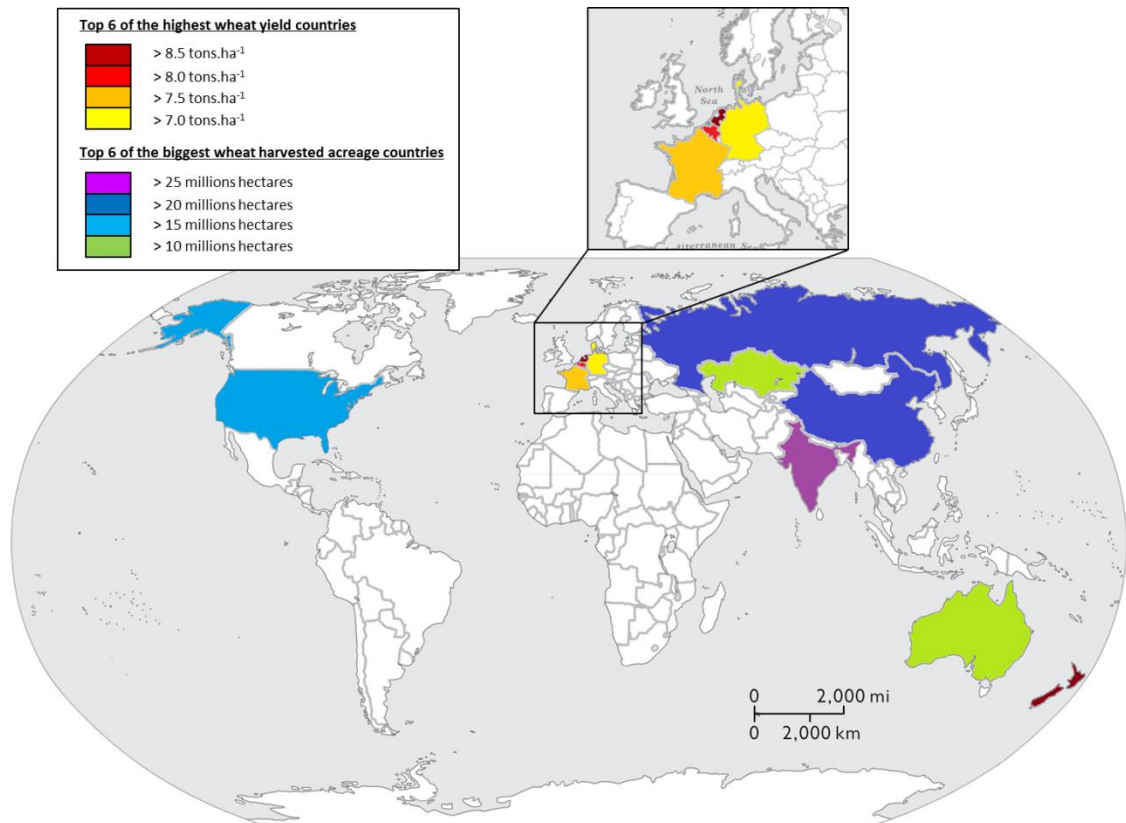 Top 6 of the highest wheat yield countries
> 8.5 tons.ha-1
> 8.0 tons.ha-1
> 7.5 tons.ha-1
> 7.0 tons.ha-1
Top 6 of the biggest wheat harvested acreage countries
> 25 millions hectares
> 20 millions hectares
> 15 millions hectares
> 10 millions hectares
North
Sea
diterranean Se
0 2,000 mi
0 2,000 km